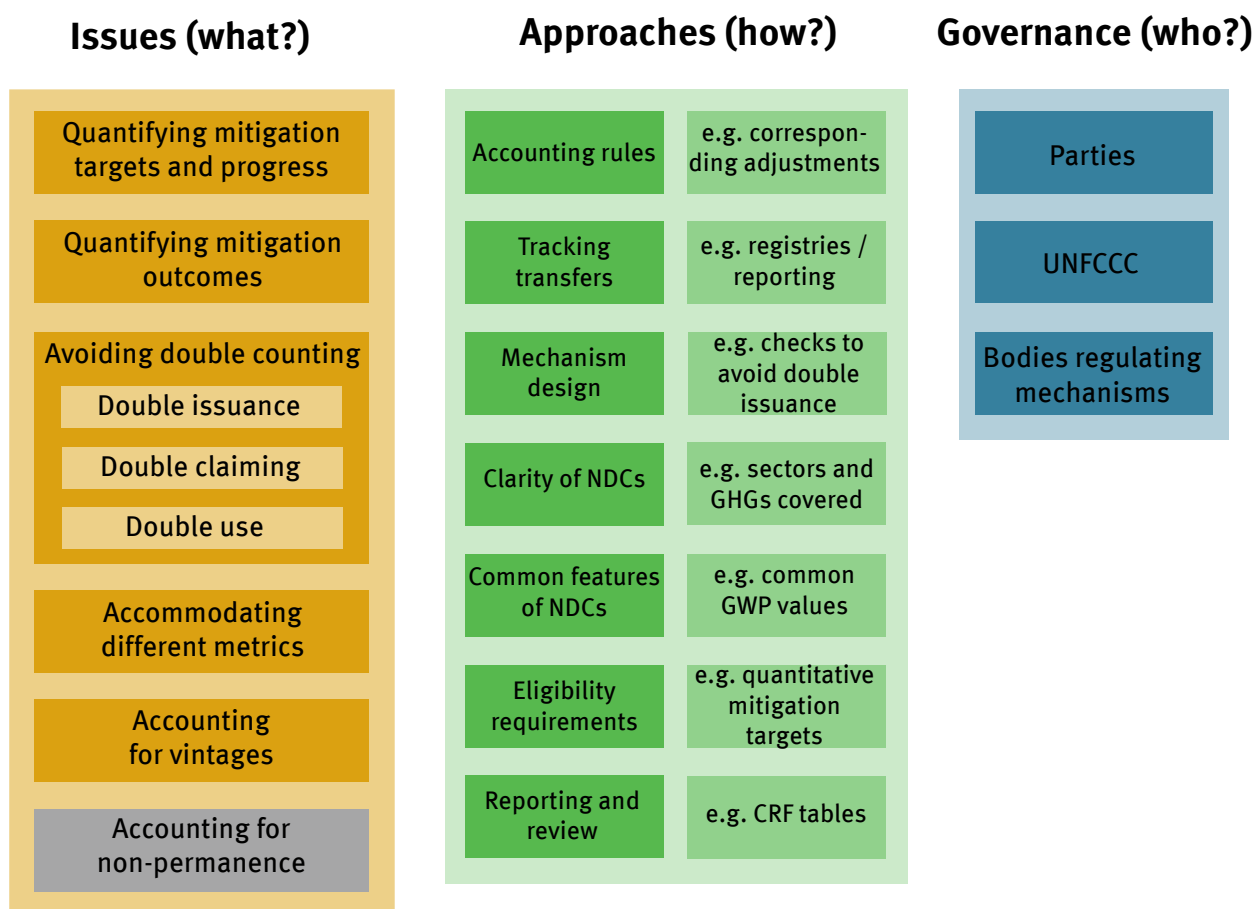 Issues (what?)
Quantifying mitigation
targets and progress
Quantifying mitigation
outcomes
Avoiding double counting
Double issuance
Double claiming
Double use
Accommodating
different metrics
Accounting
for vintages
Accounting for
non-permanence
Approaches (how?)
Accounting rules
e.g. correspon-
ding adjustments
Tracking
transfers
e.g. registries /
reporting
Mechanism
design
e.g. checks to
avoid double
issuance
Clarity of NDCs
e.g. sectors and
GHGs covered
Common features
of NDCs
e.g. common
GWP values
Eligibility
requirements
e.g. quantitative
mitigation
targets
Reporting and
review
e.g. CRF tables
Governance (who?)
Parties
UNFCCC
Bodies regulating
mechanisms